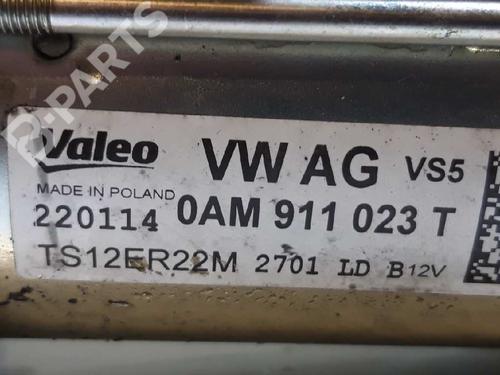 B-PARTS
Valeo VW AG VS5
MADE IN POLAND
220114 0AM 911 023 T
TS12ER22M 2701 LD B12V